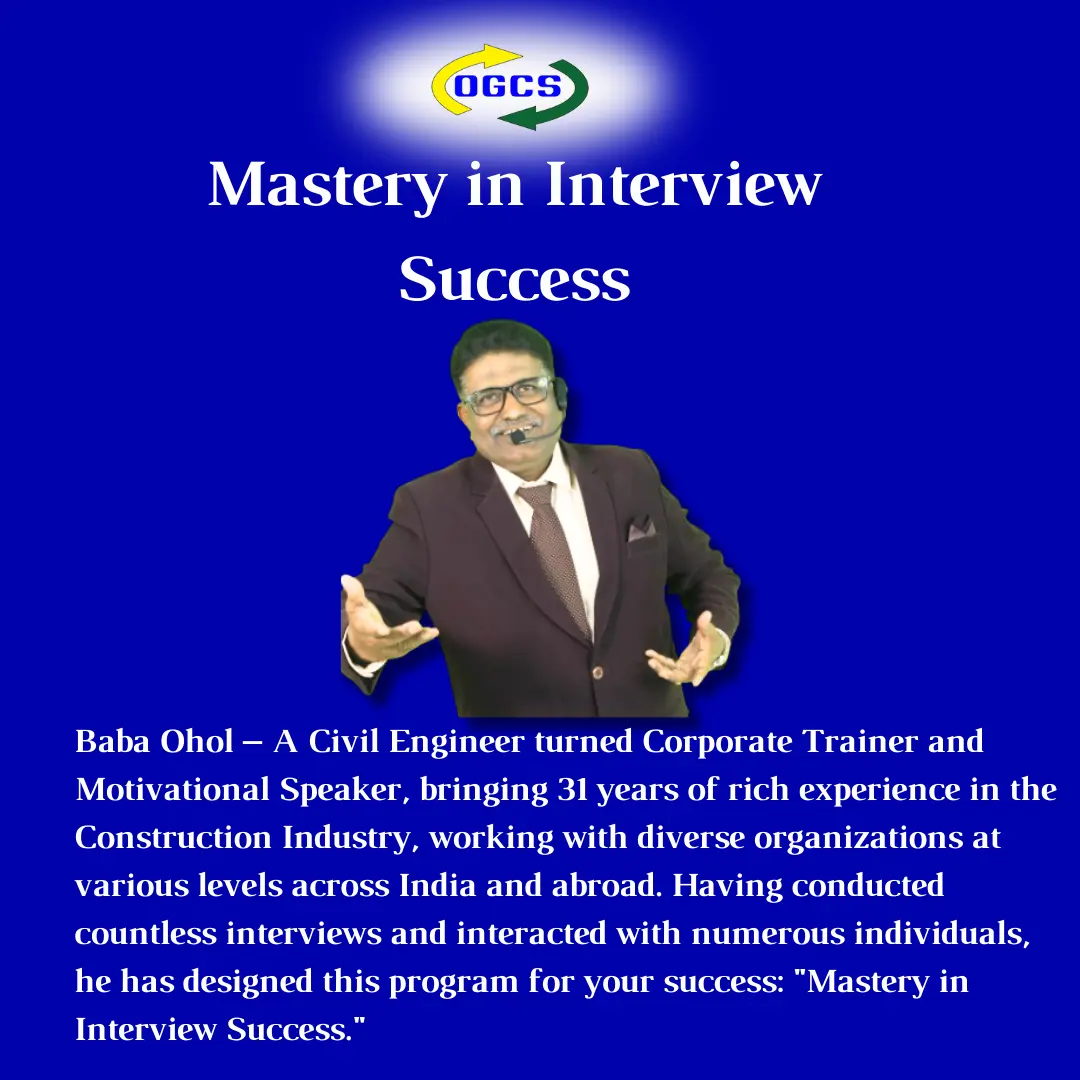 OGCS
Mastery in Interview
Success
Baba Ohol – A Civil Engineer turned Corporate Trainer and
Motivational Speaker, bringing 31 years of rich experience in the
Construction Industry, working with diverse organizations at
various levels across India and abroad. Having conducted
countless interviews and interacted with numerous individuals,
he has designed this program for your success: "Mastery in
Interview Success."